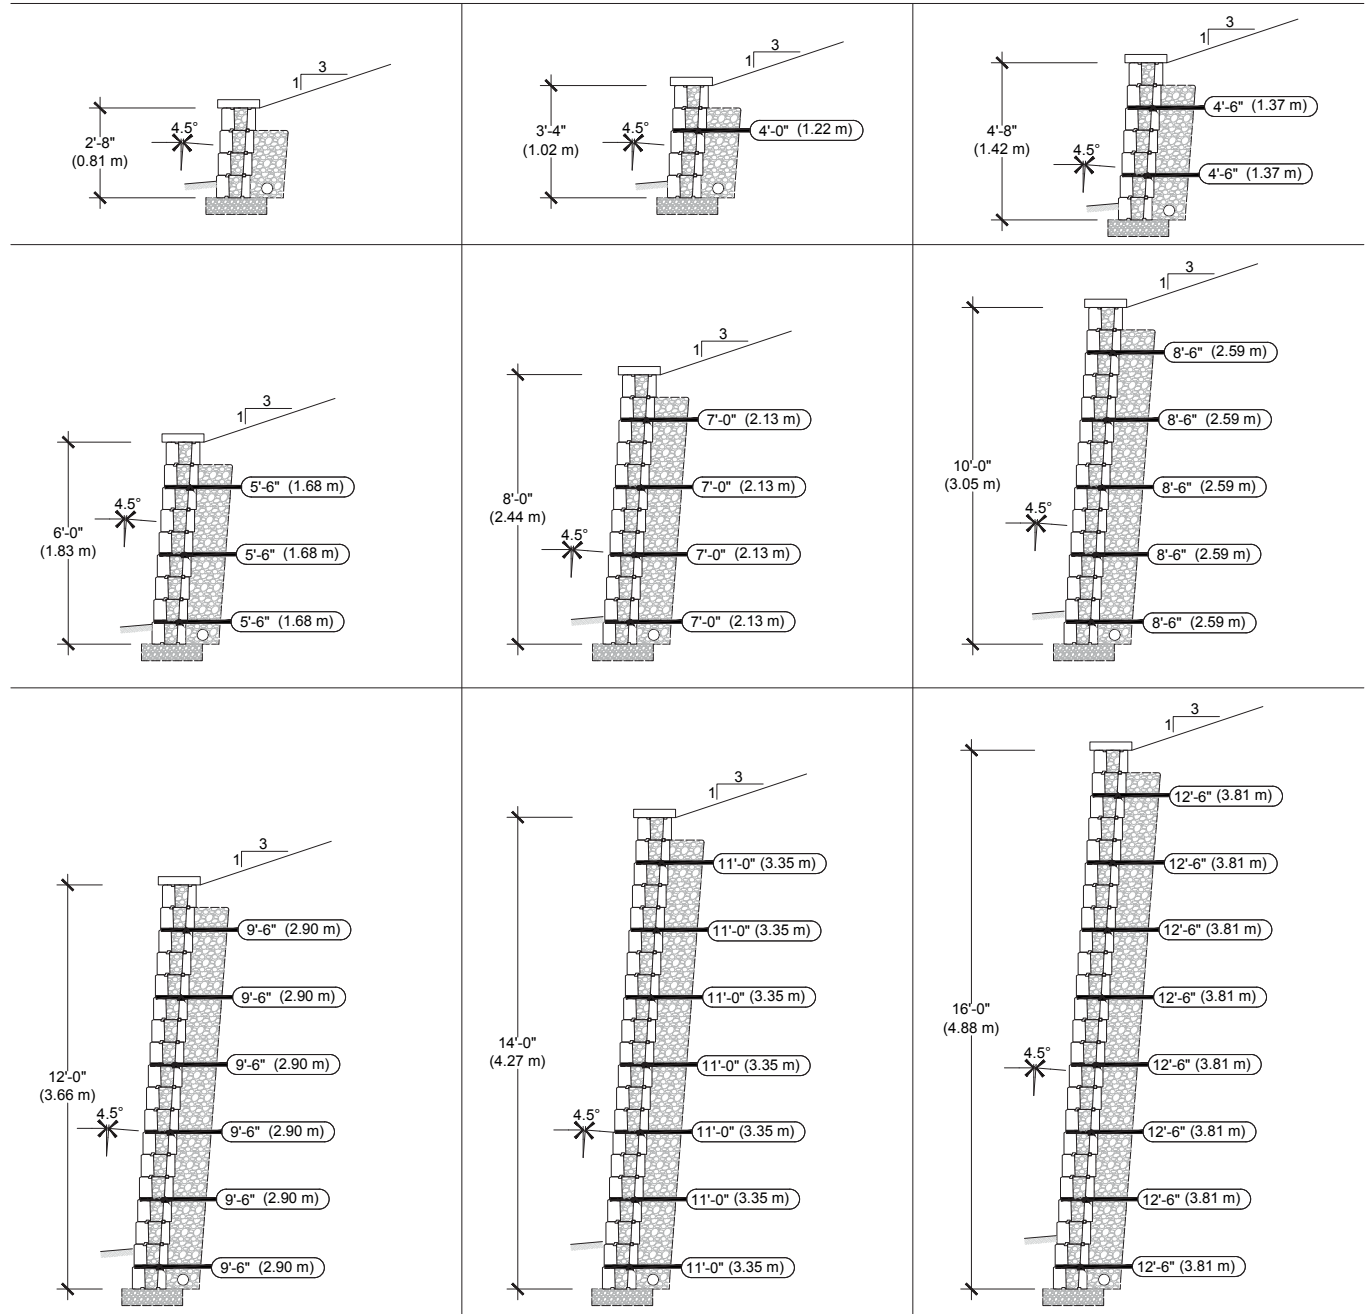 3
1
4.5°
2'-8"
(0.81 m)
3
1
4.5°
3'-4"
(1.02 m)
4'-0" (1.22 m)
3
1
4.5°
4'-8"
(1.42 m)
4'-6" (1.37 m)
4'-6" (1.37 m)
3
1
4.5°
6'-0"
(1.83 m)
5'-6" (1.68 m)
5'-6" (1.68 m)
5'-6" (1.68 m)
3
1
8'-0"
(2.44 m)
4.5°
7'-0" (2.13 m)
7'-0" (2.13 m)
7'-0" (2.13 m)
7'-0" (2.13 m)
3
1
10'-0"
(3.05 m)
4.5°
8'-6" (2.59 m)
8'-6" (2.59 m)
8'-6" (2.59 m)
8'-6" (2.59 m)
8'-6" (2.59 m)
3
1
12'-0"
(3.66 m)
4.5°
9'-6" (2.90 m)
9'-6" (2.90 m)
9'-6" (2.90 m)
9'-6" (2.90 m)
9'-6" (2.90 m)
9'-6" (2.90 m)
3
1
14'-0"
(4.27 m)
4.5°
11'-0" (3.35 m)
11'-0" (3.35 m)
11'-0" (3.35 m)
11'-0" (3.35 m)
11'-0" (3.35 m)
11'-0" (3.35 m)
11'-0" (3.35 m)
3
1
16'-0"
(4.88 m)
4.5°
12'-6" (3.81 m)
12'-6" (3.81 m)
12'-6" (3.81 m)
12'-6" (3.81 m)
12'-6" (3.81 m)
12'-6" (3.81 m)
12'-6" (3.81 m)
12'-6" (3.81 m)